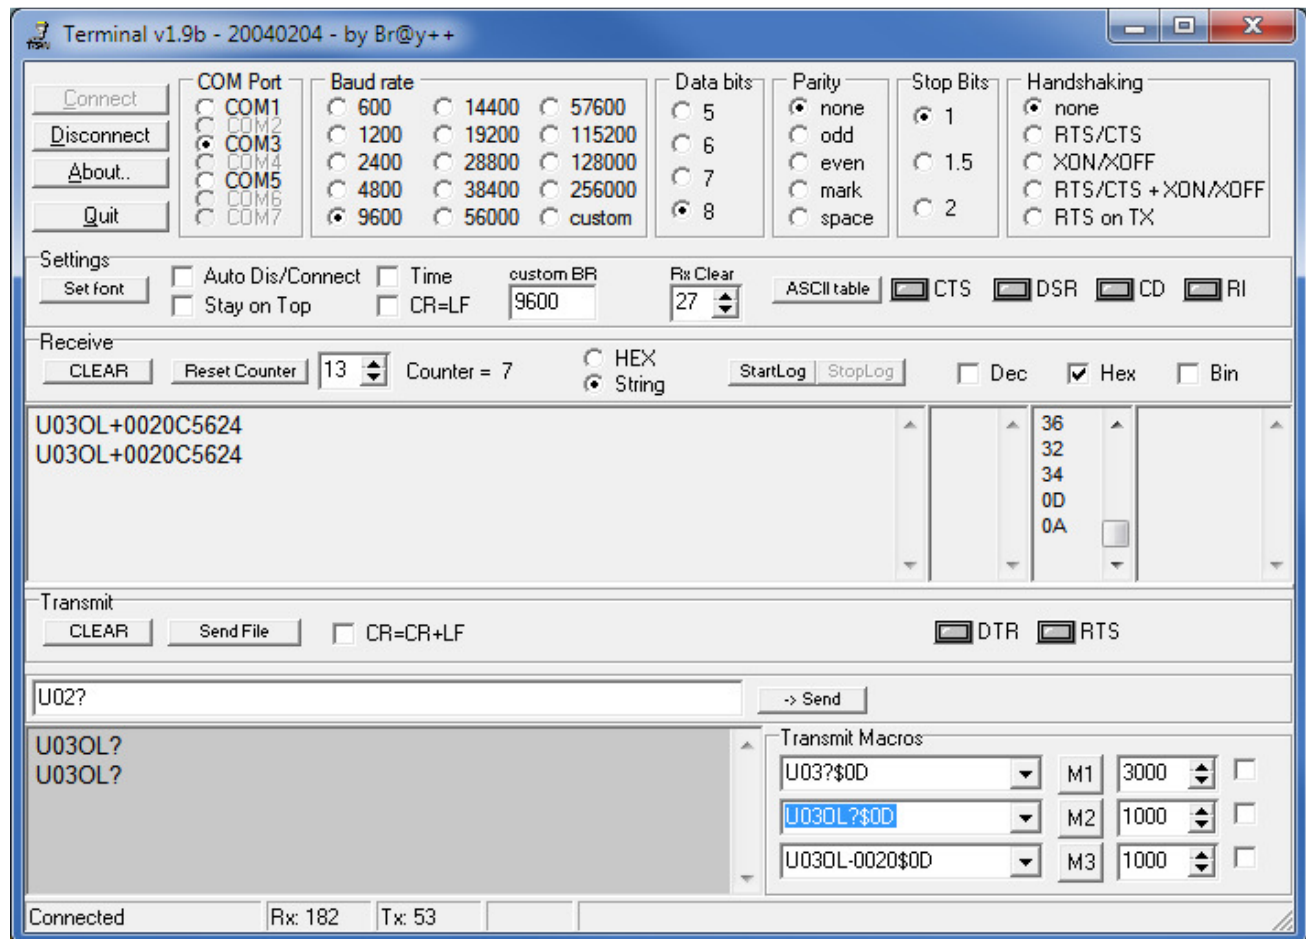 Terminal v1.9b - 20040204 - by Br@y++
Connect
Disconnect
About..
Quit
COM Port
COM1
COM2
COM3
COM4
COM5
COM6
COM7
Baud rate
600 14400 57600
1200 19200 115200
2400 28800 128000
4800 38400 256000
9600 56000 custom
Data bits
5
6
7
8
Parity
none
odd
even
mark
space
Stop Bits
1
1.5
2
Handshaking
none
RTS/CTS
XON/XOFF
RTS/CTS + XON/XOFF
RTS on TX
Settings
Set font
Auto Dis/Connect Time
Stay on Top CR=LF
custom BR
9600
Rx Clear
27
ASCII table CTS DSR CD RI
Receive
CLEAR Reset Counter 13 Counter = 7
HEX
String
StartLog StopLog Dec Hex Bin
U03OL+0020C5624
U03OL+0020C5624
36
32
34
0D
0A
Transmit
CLEAR Send File CR=CR+LF DTR RTS
U02? -> Send
U03OL?
U03OL?
Transmit Macros
U03?$0D M1 3000
U03OL?$0D M2 1000
U03OL-0020$0D M3 1000
Connected Rx: 182 Tx: 53